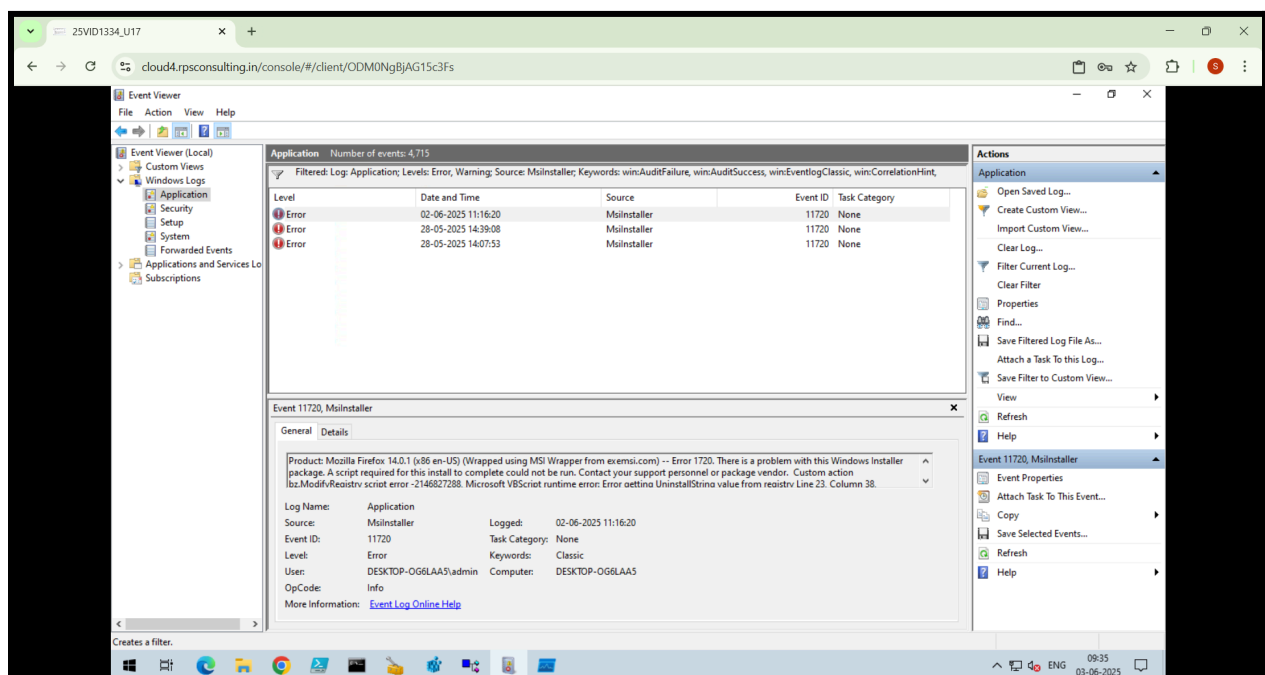 25VID1334_U17
cloud4.rpsconsulting.in/console/#/client/ODM0NgBjAG15c3Fs
S
Event Viewer
File Action View Help
Event Viewer (Local)
Custom Views
Windows Logs
Application
Security
Setup
System
Forwarded Events
Applications and Services Lo
Subscriptions
Application Number of events: 4,715
Filtered: Log: Application; Levels: Error, Warning; Source: MsiInstaller; Keywords: win:AuditFailure, win:AuditSuccess, win:EventlogClassic, win:CorrelationHint,
Level Date and Time Source Event ID Task Category
Error 02-06-2025 11:16:20 MsiInstaller 11720 None
Error 28-05-2025 14:39:08 MsiInstaller 11720 None
Error 28-05-2025 14:07:53 MsiInstaller 11720 None
Event 11720, MsiInstaller
General Details
Product: Mozilla Firefox 14.0.1 (x86 en-US) (Wrapped using MSI Wrapper from exemsi.com) -- Error 1720. There is a problem with this Windows Installer
package. A script required for this install to complete could not be run. Contact your support personnel or package vendor. Custom action
bz.ModifyRegistry script error -2146827288, Microsoft VBScript runtime error: Error getting UninstallString value from registry Line 23, Column 38,
Log Name: Application
Source: MsiInstaller Logged: 02-06-2025 11:16:20
Event ID: 11720 Task Category: None
Level: Error Keywords: Classic
User: DESKTOP-OG6LAA5\admin Computer: DESKTOP-OG6LAA5
OpCode: Info
More Information: Event Log Online Help
Actions
Application
Open Saved Log...
Create Custom View...
Import Custom View...
Clear Log...
Filter Current Log...
Clear Filter
Properties
Find...
Save Filtered Log File As...
Attach a Task To this Log...
Save Filter to Custom View...
View
Refresh
Help
Event 11720, MsiInstaller
Event Properties
Attach Task To This Event...
Copy
Save Selected Events...
Refresh
Help
Creates a filter.
ENG
09:35
03-06-2025